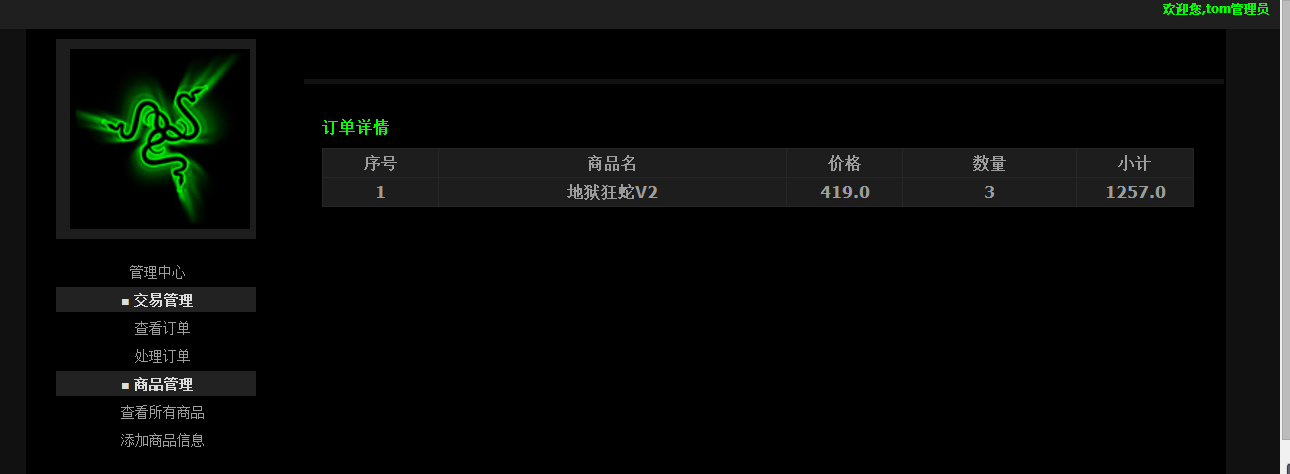 欢迎您,tom管理员
订单详情
序号 商品名 价格 数量 小计
1 地狱狂蛇V2 419.0 3 1257.0
管理中心
■ 交易管理
查看订单
处理订单
■ 商品管理
查看所有商品
添加商品信息